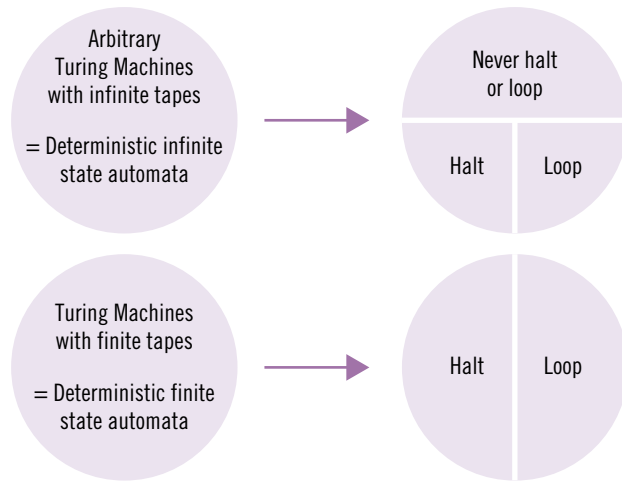 Arbitrary
Turing Machines
with infinite tapes
= Deterministic infinite
state automata
Never halt
or loop
Halt
Loop
Turing Machines
with finite tapes
= Deterministic finite
state automata
Halt
Loop